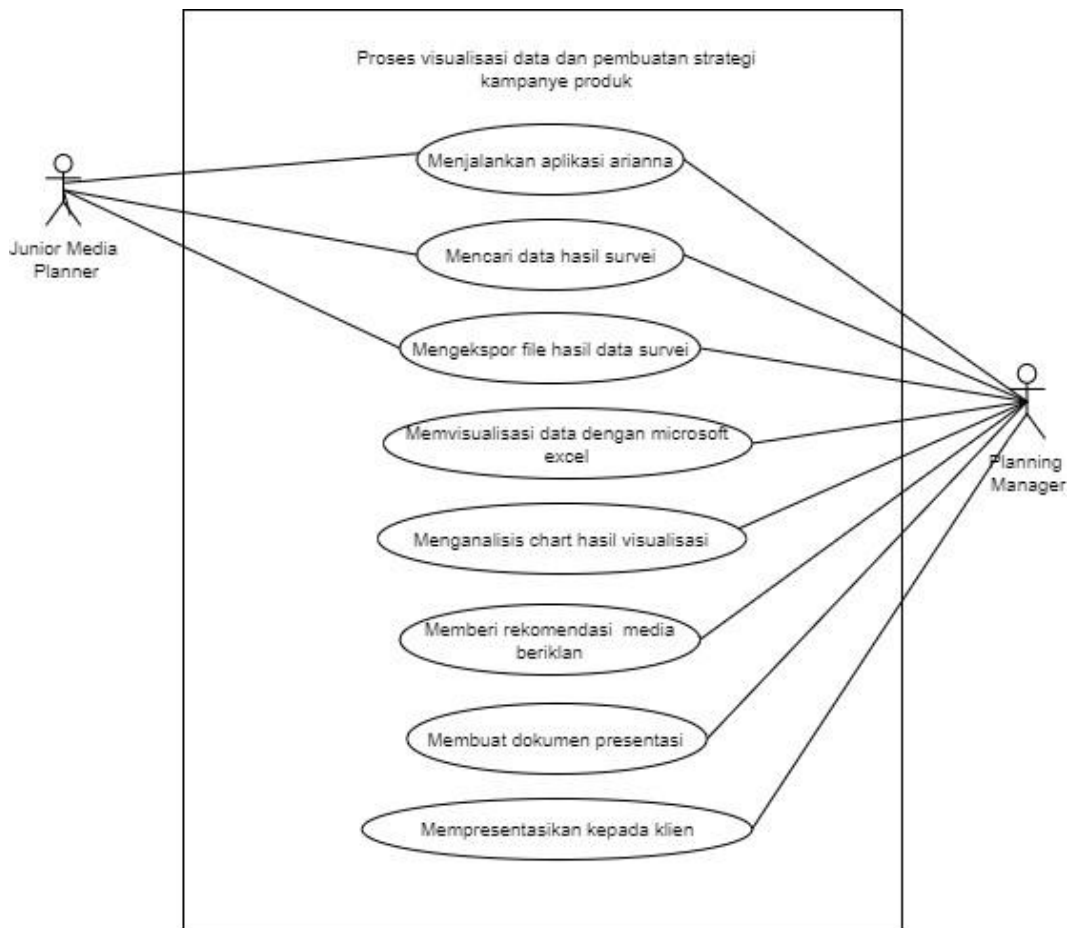 Proses visualisasi data dan pembuatan strategi
kampanye produk
Menjalankan aplikasi arianna
Junior Media
Planner
Mencari data hasil survei
Mengekspor file hasil data survei
Memvisualisasi data dengan microsoft
excel
Planning
Manager
Menganalisis chart hasil visualisasi
Memberi rekomendasi media
beriklan
Membuat dokumen presentasi
Mempresentasikan kepada klien